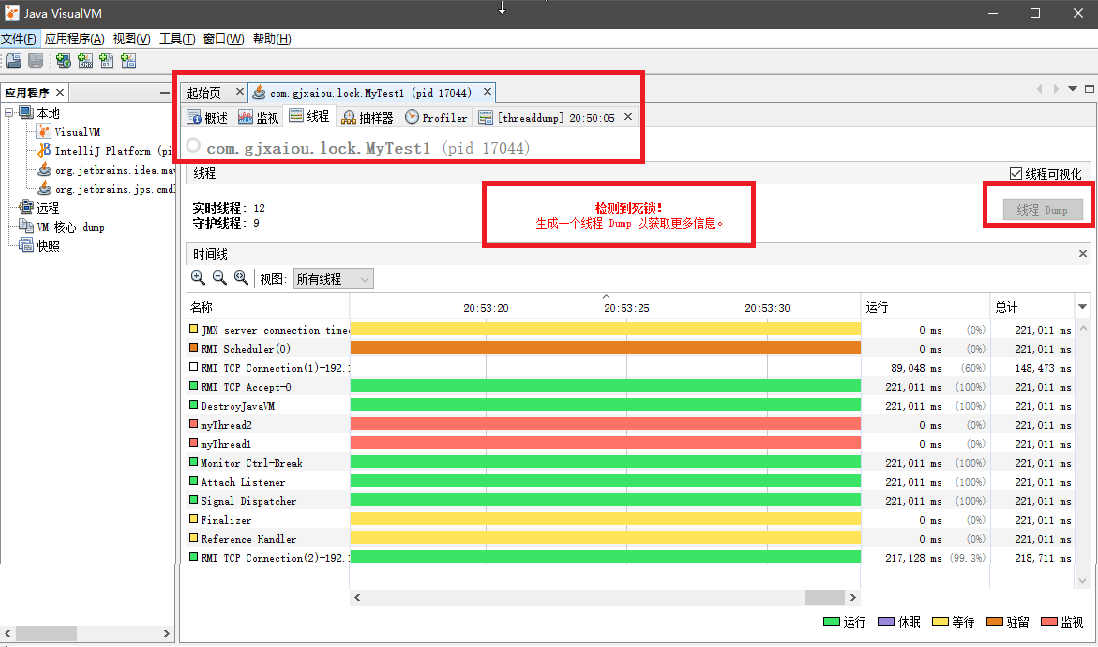 Java VisualVM
文件(F) 应用程序(A) 视图(V) 工具(T) 窗口(W) 帮助(H)
应用程序
本地
VisualVM
IntelliJ Platform (pi
org.jetbrains.idea.mav
org.jetbrains.jps.cmdl
远程
VM 核心 dump
快照
起始页 com.gjxaiou.lock.MyTest1 (pid 17044)
概述 监视 线程 抽样器 Profiler [threaddump] 20:50:05
com.gjxaiou.lock.MyTest1 (pid 17044)
线程 线程可视化
实时线程: 12
守护线程: 9
检测到死锁!
生成一个线程 Dump 以获取更多信息。
线程 Dump
时间线
视图: 所有线程
名称 20:53:20 20:53:25 20:53:30 运行 总计
JMX server connection timeo 0 ms (0%) 221,011 ms
RMI Scheduler(0) 0 ms (0%) 221,011 ms
RMI TCP Connection(1)-192.1 89,048 ms (60%) 148,473 ms
RMI TCP Accept-0 221,011 ms (100%) 221,011 ms
DestroyJavaVM 221,011 ms (100%) 221,011 ms
myThread2 0 ms (0%) 221,011 ms
myThread1 0 ms (0%) 221,011 ms
Monitor Ctrl-Break 221,011 ms (100%) 221,011 ms
Attach Listener 221,011 ms (100%) 221,011 ms
Signal Dispatcher 221,011 ms (100%) 221,011 ms
Finalizer 0 ms (0%) 221,011 ms
Reference Handler 0 ms (0%) 221,011 ms
RMI TCP Connection(2)-192.1 217,128 ms (99.3%) 218,711 ms
运行 休眠 等待 驻留 监视